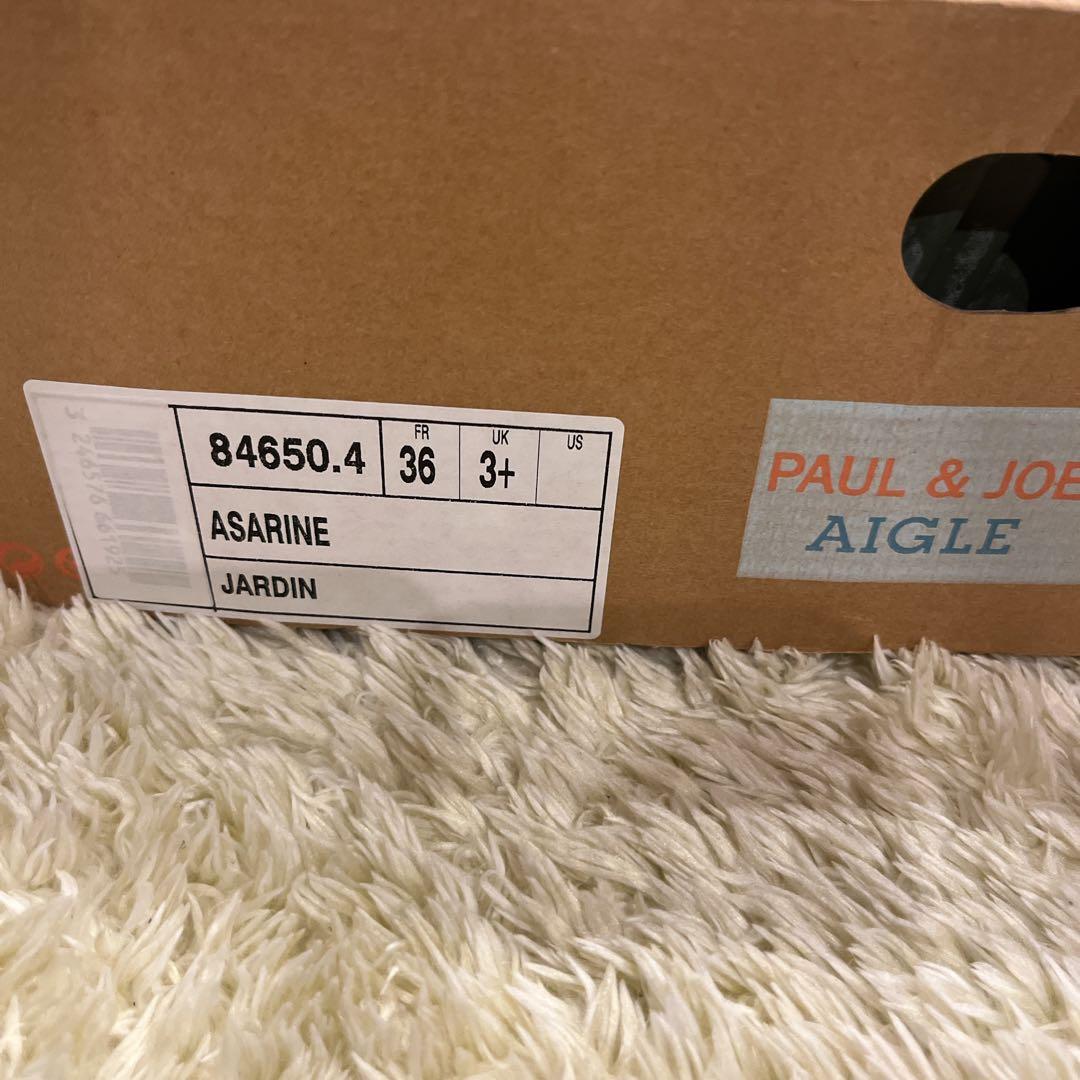 84650.4
FR
36
UK
3+
US
ASARINE
JARDIN
PAUL & JOE
AIGLE